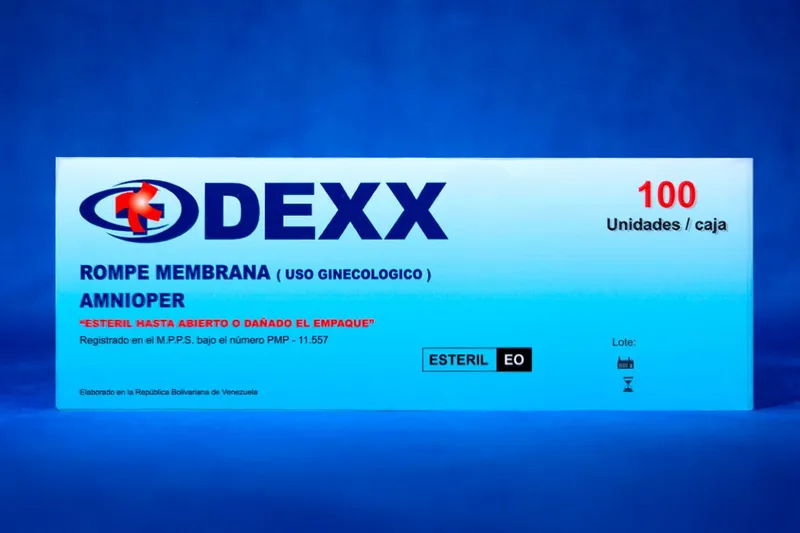 DEXX
100
Unidades / caja
ROMPE MEMBRANA ( USO GINECOLOGICO )
AMNIOPER
“ESTERIL HASTA ABIERTO O DAÑADO EL EMPAQUE”
Registrado en el M.P.P.S. bajo el número PMP - 11.557
ESTERIL EO
Lote:
Elaborado en la República Bolivariana de Venezuela